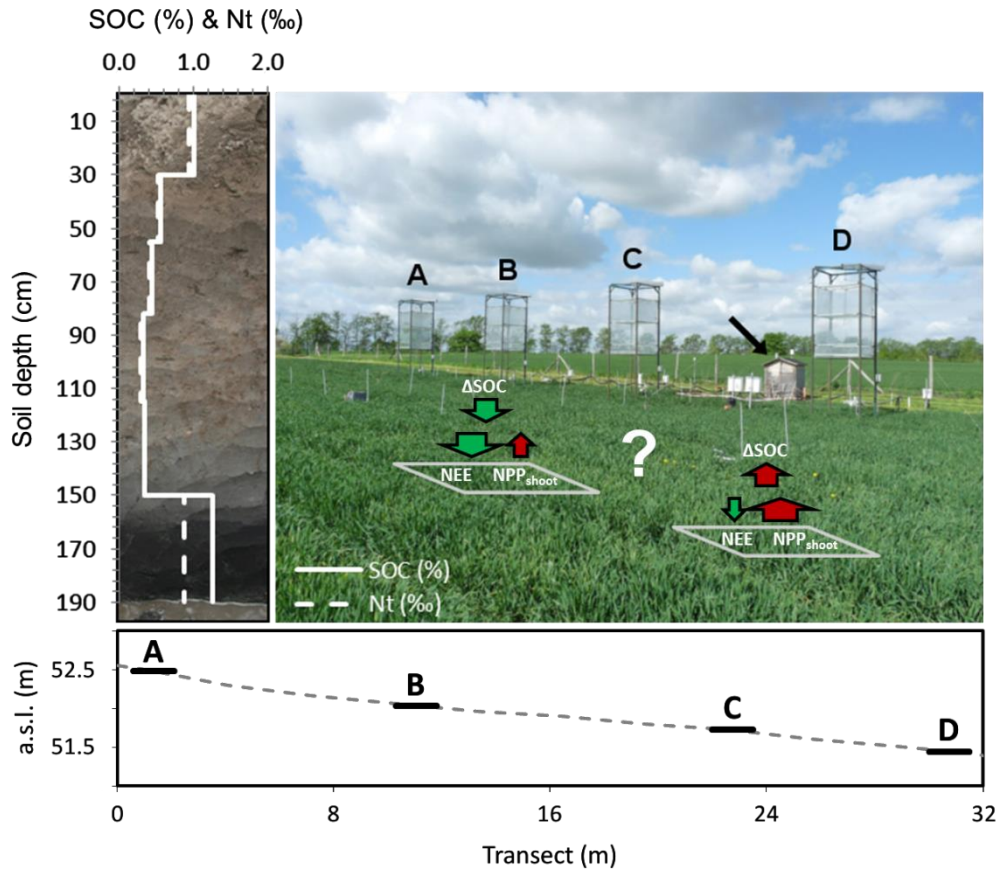 SOC (%) & Nt (‰)
0.0 1.0 2.0
Soil depth (cm)
10
30
50
70
90
110
130
150
170
190
A B C D
ΔSOC
NEE NPPshoot
?
ΔSOC
NEE NPPshoot
SOC (%)
Nt (‰)
a.s.l. (m)
52.5
51.5
A
B
C
D
0 8 16 24 32
Transect (m)